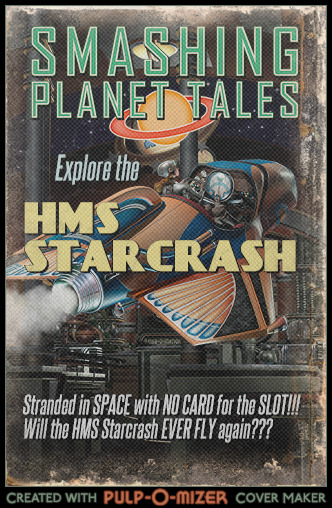 SMASHING
PLANET TALES
Explore the
HMS
STARCRASH
Stranded in SPACE with NO CARD for the SLOT!!!
Will the HMS Starcrash EVER FLY again???
CREATED WITH PULP-O-MIZER COVER MAKER